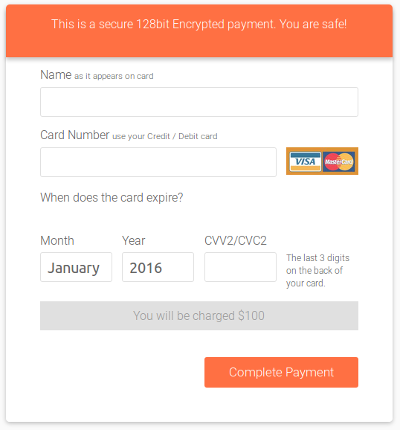 This is a secure 128bit Encrypted payment. You are safe!
Name as it appears on card
Card Number use your Credit / Debit card
VISA MasterCard
When does the card expire?
Month Year CVV2/CVC2
January 2016
The last 3 digits
on the back of
your card.
You will be charged $100
Complete Payment